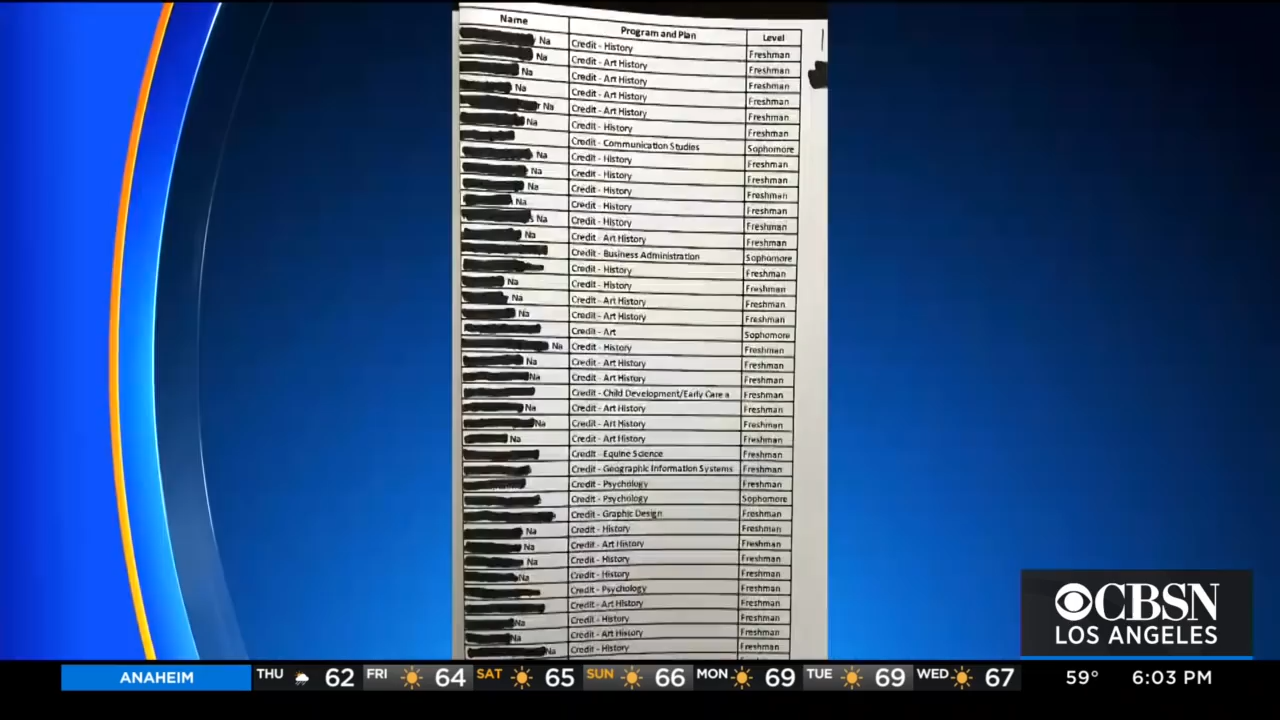 Name Program and Plan Level
Na Credit - History Freshman
Na Credit - Art History Freshman
Na Credit - Art History Freshman
Na Credit - Art History Freshman
Na Credit - Art History Freshman
Na Credit - History Freshman
Credit - Communication Studies Sophomore
Na Credit - History Freshman
Na Credit - History Freshman
Na Credit - History Freshman
Na Credit - History Freshman
s Na Credit - History Freshman
Na Credit - Art History Freshman
Credit - Business Administration Sophomore
Credit - History Freshman
Na Credit - History Freshman
Na Credit - Art History Freshman
Na Credit - Art History Freshman
Credit - Art Sophomore
Na Credit - History Freshman
Na Credit - Art History Freshman
Na Credit - Art History Freshman
Credit - Child Development/Early Care a Freshman
Na Credit - Art History Freshman
Na Credit - Art History Freshman
Na Credit - Art History Freshman
Credit - Equine Science Freshman
Credit - Geographic Information Systems Freshman
Credit - Psychology Freshman
Credit - Psychology Sophomore
Credit - Graphic Design Freshman
Na Credit - History Freshman
Na Credit - Art History Freshman
Na Credit - History Freshman
Na Credit - History Freshman
Credit - Psychology Freshman
Credit - Art History Freshman
Na Credit - History Freshman
Na Credit - Art History Freshman
Na Credit - History Freshman
CBSN
LOS ANGELES
ANAHEIM THU 62 FRI 64 SAT 65 SUN 66 MON 69 TUE 69 WED 67 59° 6:03 PM